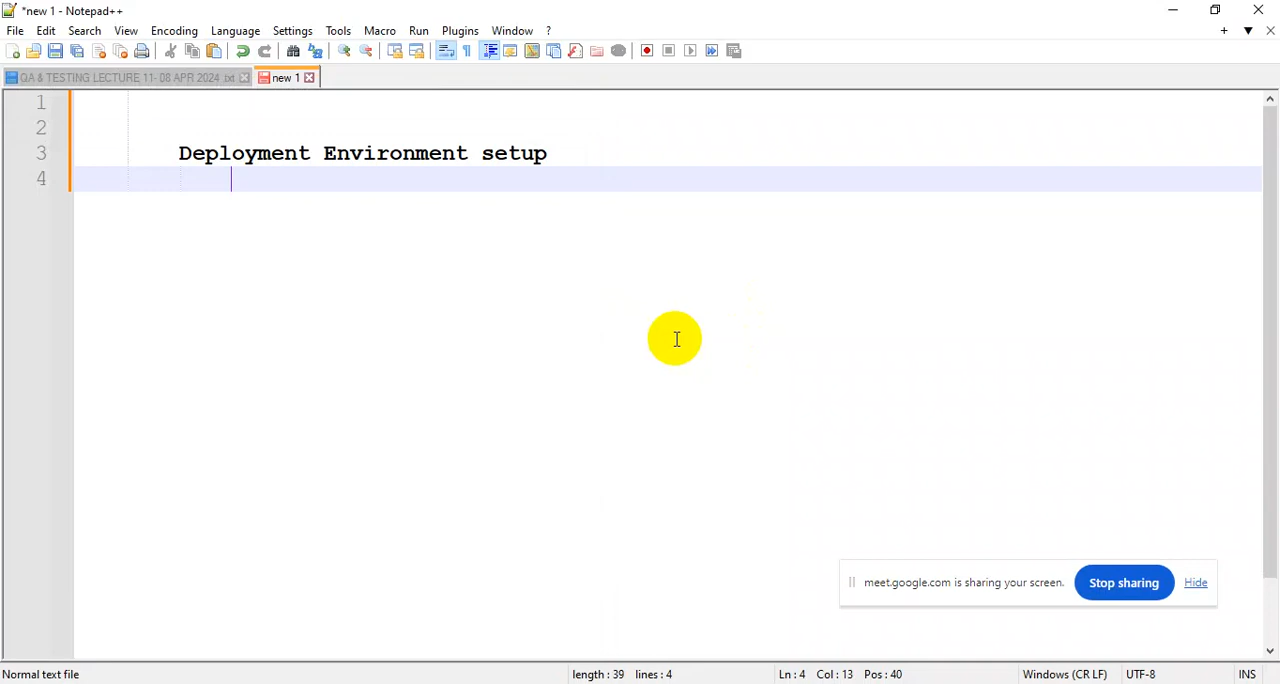 *new 1 - Notepad++
File Edit Search View Encoding Language Settings Tools Macro Run Plugins Window ?
QA & TESTING LECTURE 11- 08 APR 2024 .txt new 1
1
2
3 Deployment Environment setup
4
meet.google.com is sharing your screen. Stop sharing Hide
Normal text file length : 39 lines : 4 Ln : 4 Col : 13 Pos : 40 Windows (CR LF) UTF-8 INS